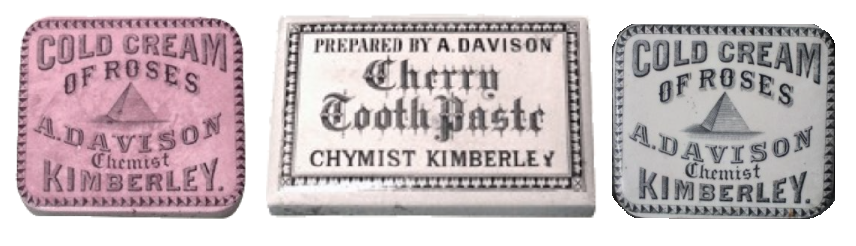 COLD CREAM
OF ROSES
A. DAVISON
Chemist
KIMBERLEY.
PREPARED BY A. DAVISON
Cherry
Tooth Paste
CHYMIST KIMBERLEY
COLD CREAM
OF ROSES
A. DAVISON
Chemist
KIMBERLEY.